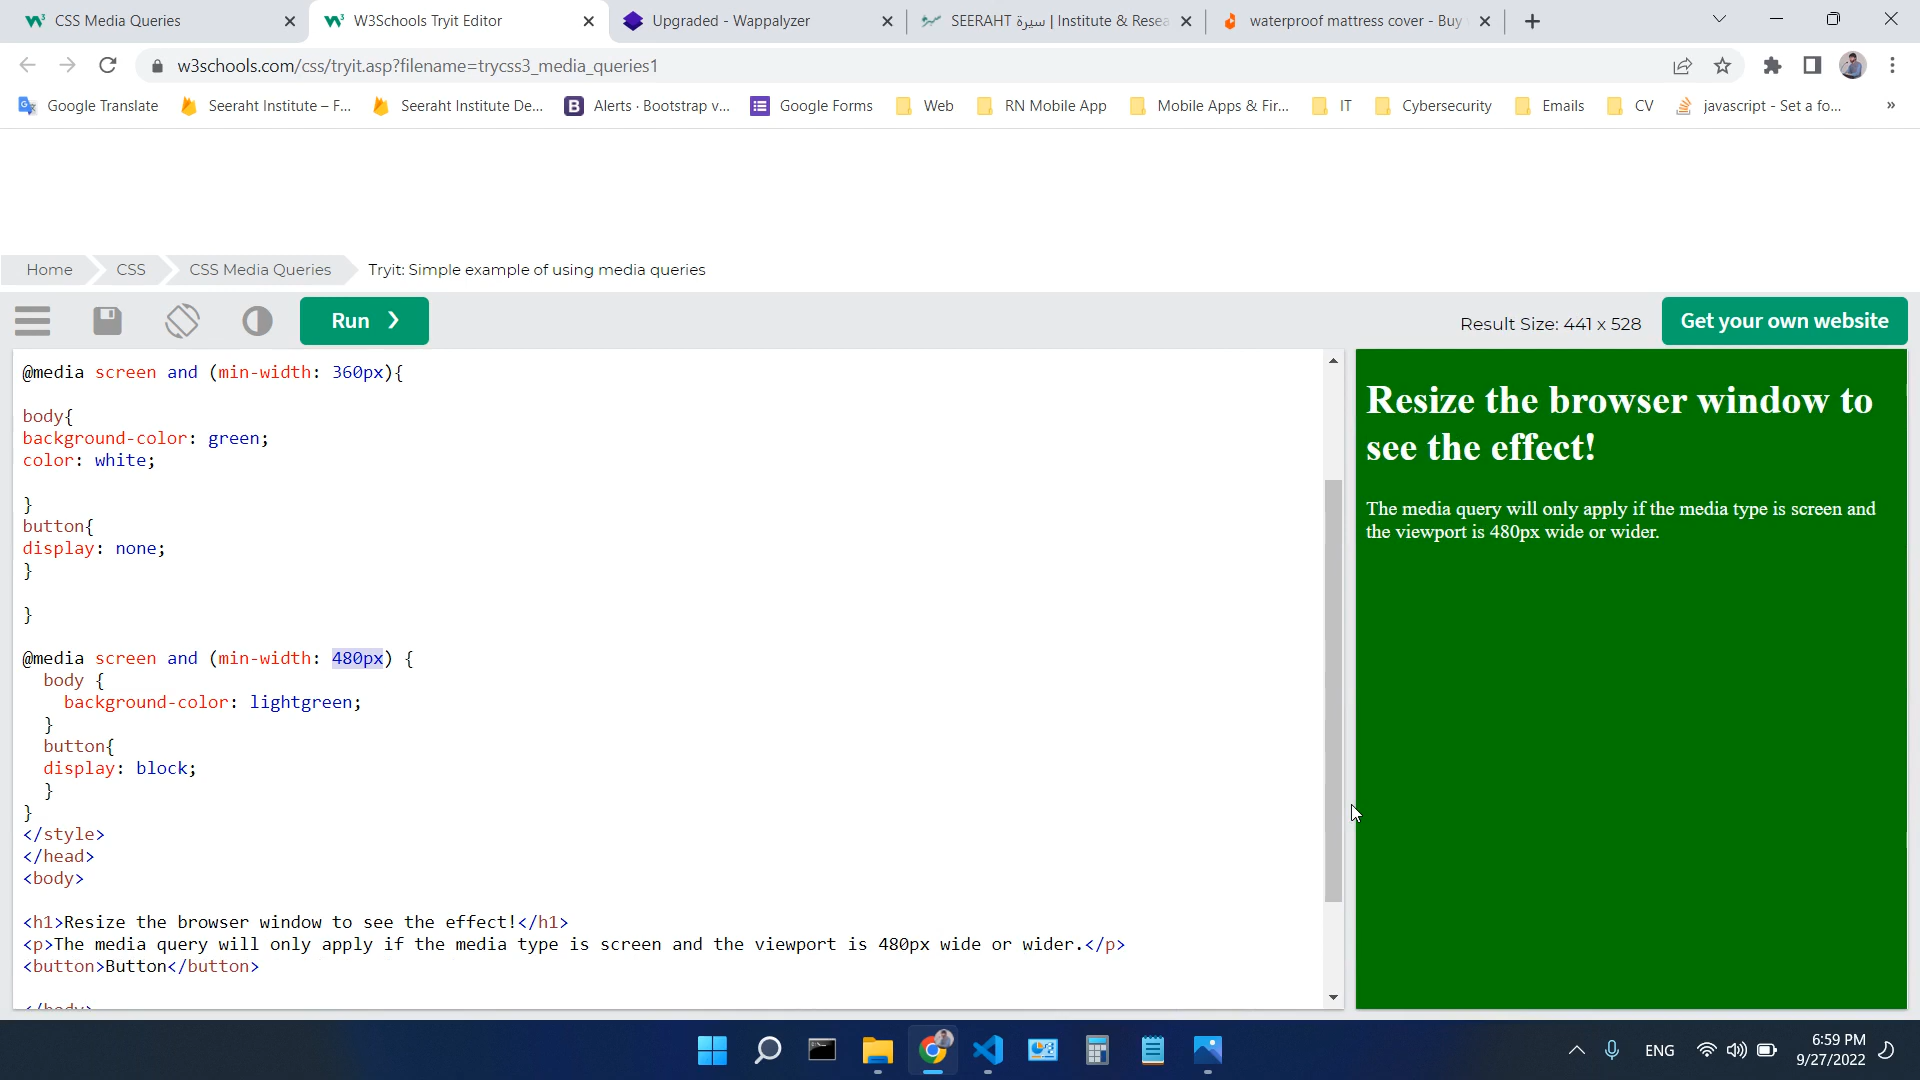 CSS Media Queries
W3Schools Tryit Editor
Upgraded - Wappalyzer
SEERAHT سيرة | Institute & Resea
waterproof mattress cover - Buy
w3schools.com/css/tryit.asp?filename=trycss3_media_queries1
Google Translate
Seeraht Institute – F...
Seeraht Institute De...
B
Alerts · Bootstrap v...
Google Forms
Web
RN Mobile App
Mobile Apps & Fir...
IT
Cybersecurity
Emails
CV
javascript - Set a fo...
»
Home
CSS
CSS Media Queries
Tryit: Simple example of using media queries
Run ❯
Result Size: 441 x 528
Get your own website
@media screen and (min-width: 360px){
body{
background-color: green;
color: white;
}
button{
display: none;
}
}
@media screen and (min-width: 480px) {
body {
background-color: lightgreen;
}
button{
display: block;
}
}
</style>
</head>
<body>
<h1>Resize the browser window to see the effect!</h1>
<p>The media query will only apply if the media type is screen and the viewport is 480px wide or wider.</p>
<button>Button</button>
</body>
Resize the browser window to
see the effect!
The media query will only apply if the media type is screen and
the viewport is 480px wide or wider.
ENG
6:59 PM
9/27/2022